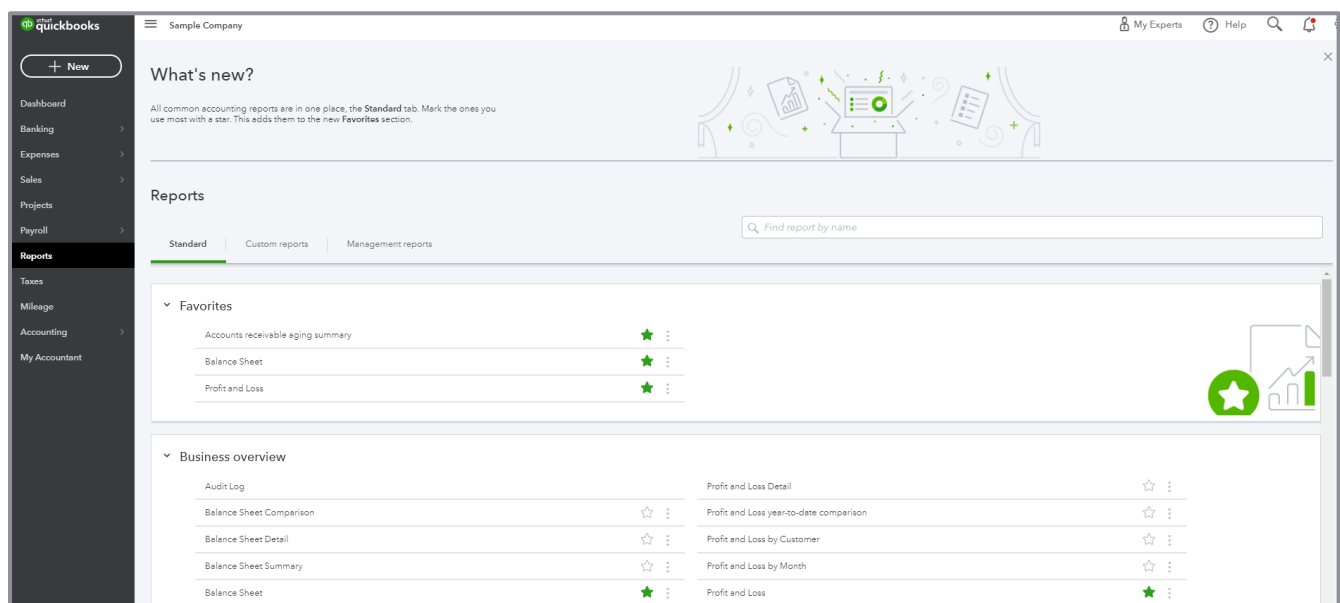 qb intuit quickbooks
Sample Company
My Experts
Help
+ New
Dashboard
Banking
Expenses
Sales
Projects
Payroll
Reports
Taxes
Mileage
Accounting
My Accountant
What's new?
All common accounting reports are in one place, the Standard tab. Mark the ones you
use most with a star. This adds them to the new Favorites section.
Reports
Find report by name
Standard
Custom reports
Management reports
Favorites
Accounts receivable aging summary
Balance Sheet
Profit and Loss
Business overview
Audit Log
Balance Sheet Comparison
Balance Sheet Detail
Balance Sheet Summary
Balance Sheet
Profit and Loss Detail
Profit and Loss year-to-date comparison
Profit and Loss by Customer
Profit and Loss by Month
Profit and Loss